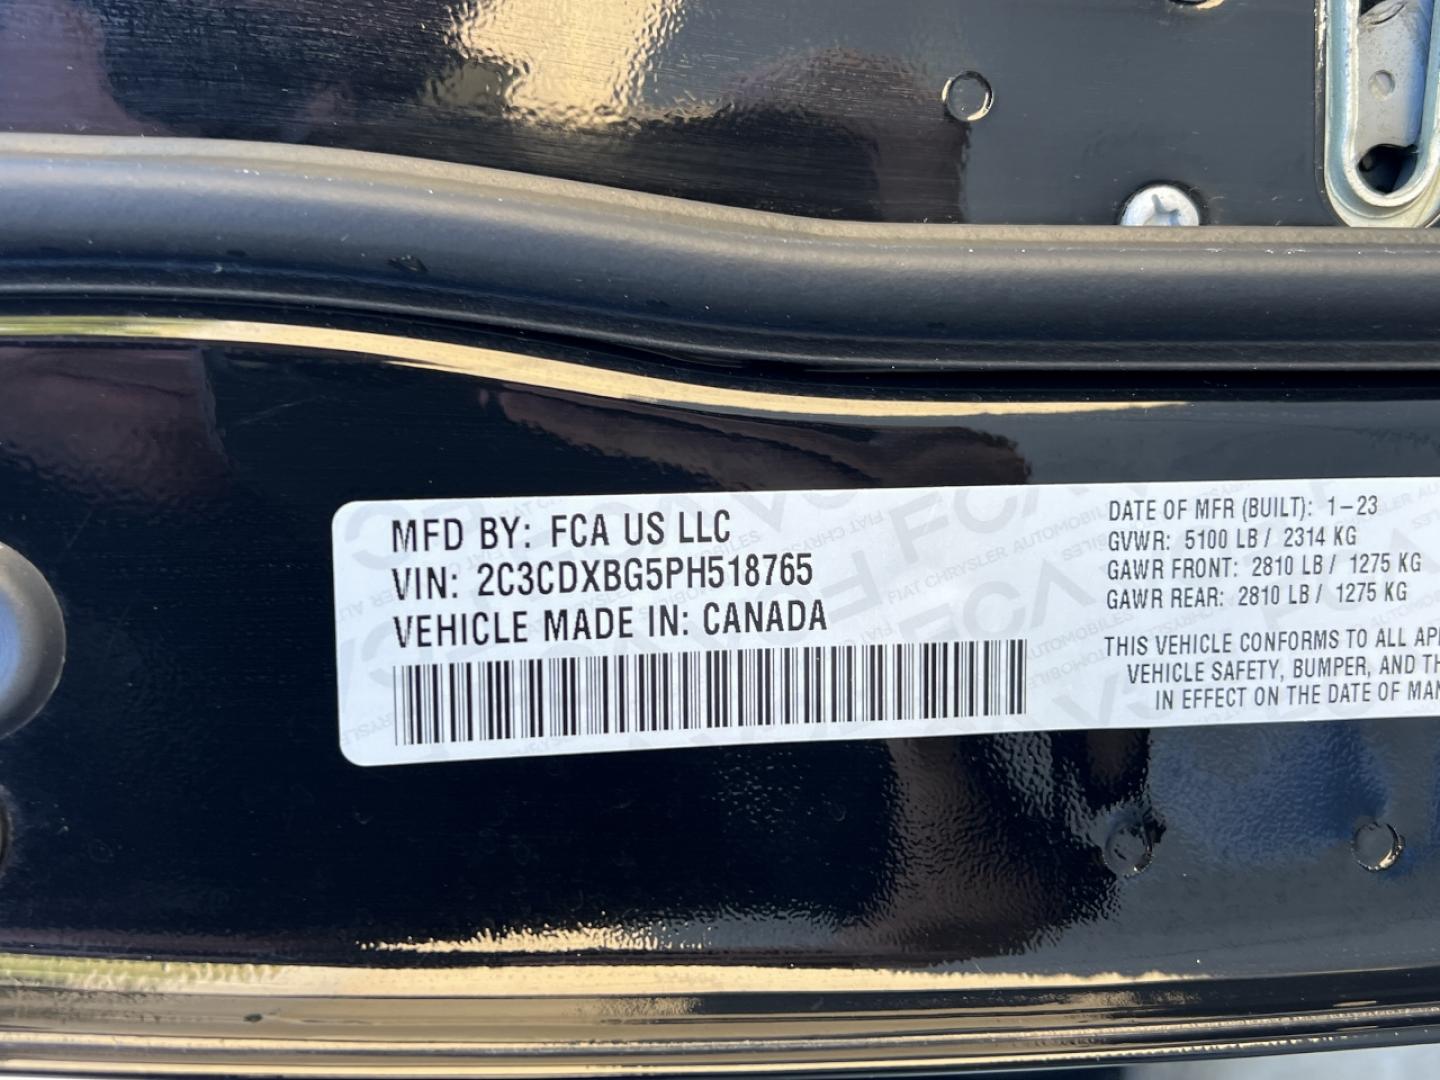 MFD BY: FCA US LLC
VIN: 2C3CDXBG5PH518765
VEHICLE MADE IN: CANADA
DATE OF MFR (BUILT): 1-23
GVWR: 5100 LB / 2314 KG
GAWR FRONT: 2810 LB / 1275 KG
GAWR REAR: 2810 LB / 1275 KG
THIS VEHICLE CONFORMS TO ALL
VEHICLE SAFETY, BUMPER, AND
IN EFFECT ON THE DATE OF